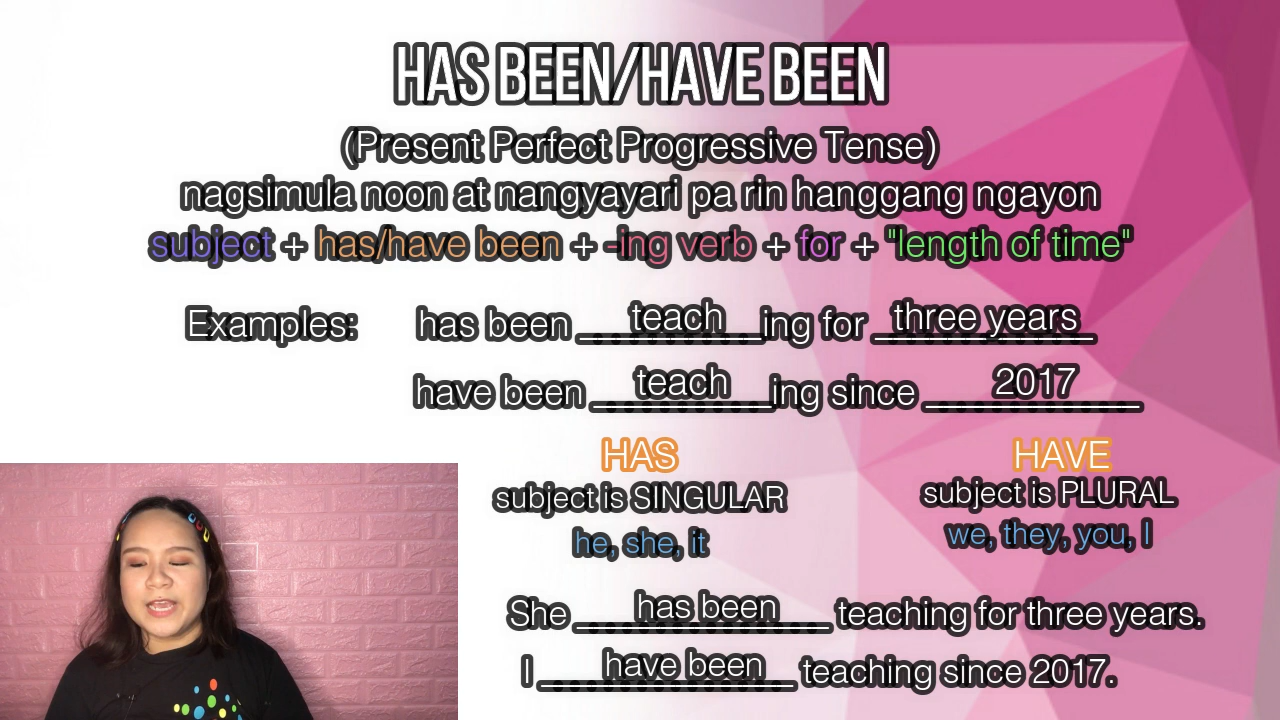 HAS BEEN/HAVE BEEN
(Present Perfect Progressive Tense)
nagsimula noon at nangyayari pa rin hanggang ngayon
subject + has/have been + -ing verb + for + "length of time"
Examples: has been teach ing for three years
have been teach ing since 2017
HAS
subject is SINGULAR
he, she, it
HAVE
subject is PLURAL
we, they, you, I
She has been teaching for three years.
I have been teaching since 2017.